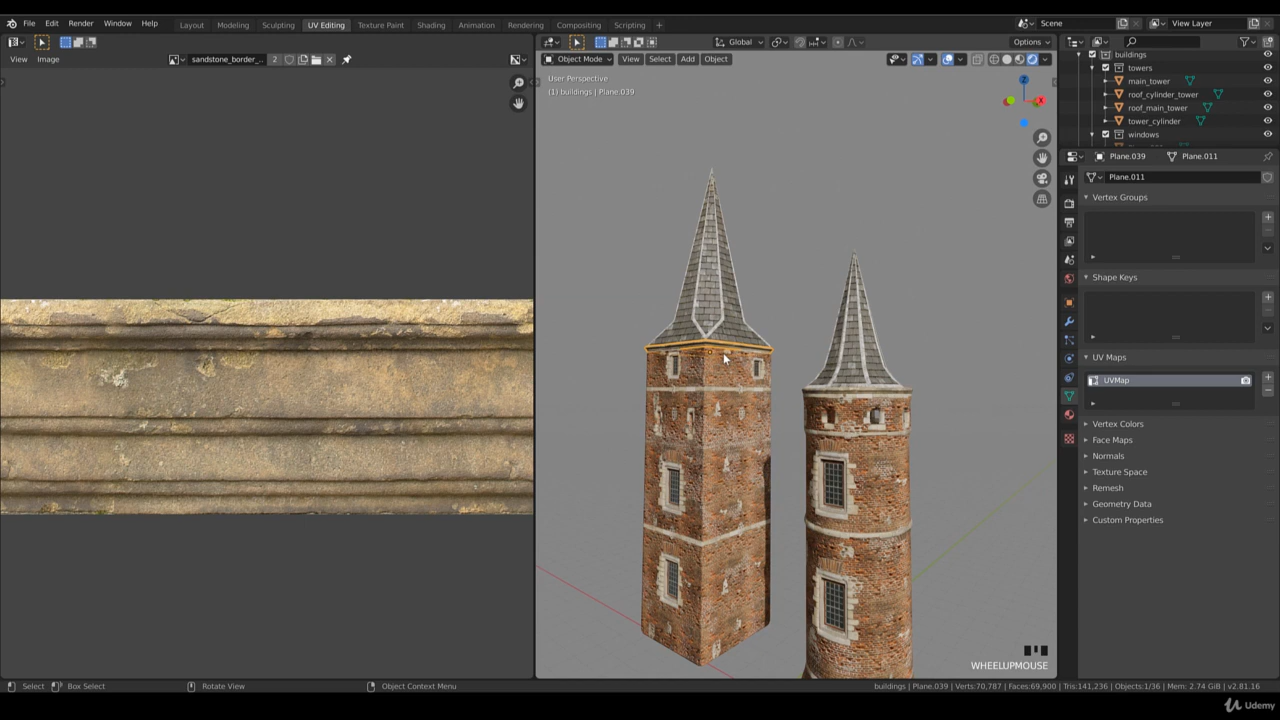 File Edit Render Window Help Layout Modeling Sculpting UV Editing Texture Paint Shading Animation Rendering Compositing Scripting + Scene View Layer
Global Options
View Image sandstone_border_.. 2 Object Mode View Select Add Object
User Perspective
(1) buildings | Plane.039
buildings
towers
main_tower
roof_cylinder_tower
roof_main_tower
tower_cylinder
windows
Plane.039 Plane.011
Plane.011
Vertex Groups
Shape Keys
UV Maps
UVMap
Vertex Colors
Face Maps
Normals
Texture Space
Remesh
Geometry Data
Custom Properties
X
Z
WHEELUPMOUSE
Select Box Select Rotate View Object Context Menu buildings | Plane.039 | Verts:70,787 | Faces:69,900 | Tris:141,236 | Objects:1/36 | Mem: 2.74 GiB | v2.81.16
Udemy